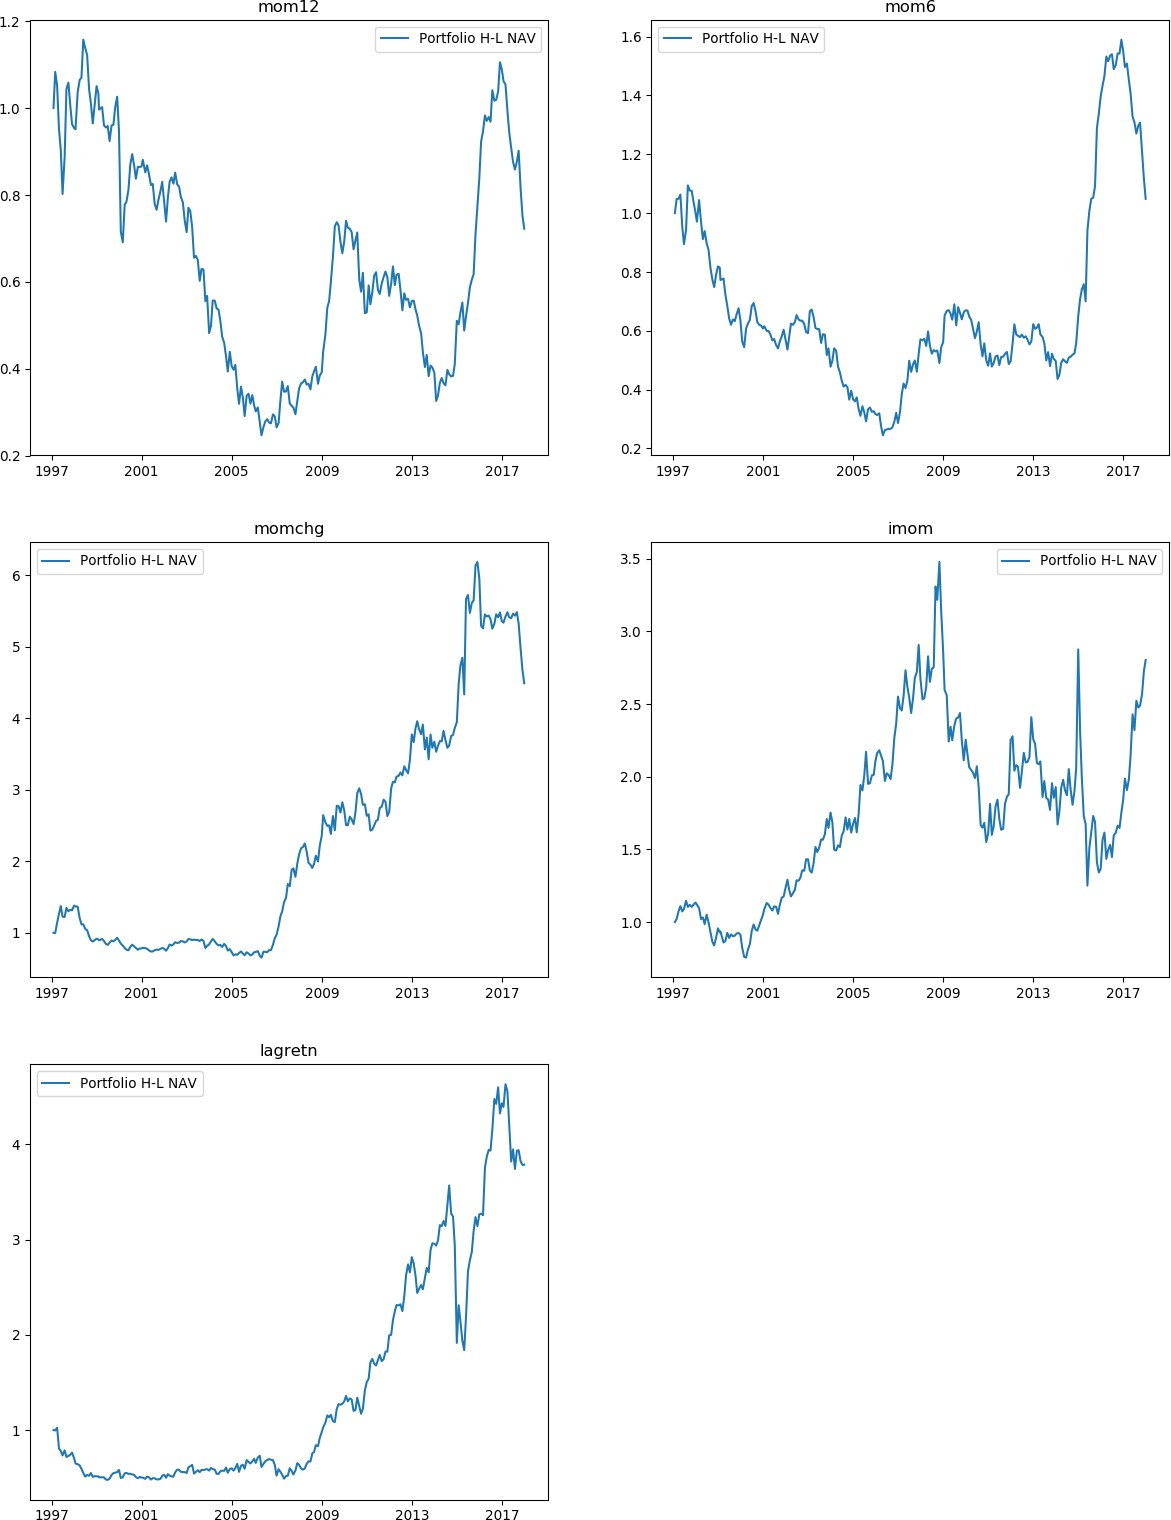 mom12
Portfolio H-L NAV
1.2
1.0
0.8
0.6
0.4
0.2
1997 2001 2005 2009 2013 2017
mom6
Portfolio H-L NAV
1.6
1.4
1.2
1.0
0.8
0.6
0.4
0.2
1997 2001 2005 2009 2013 2017
momchg
Portfolio H-L NAV
6
5
4
3
2
1
1997 2001 2005 2009 2013 2017
imom
Portfolio H-L NAV
3.5
3.0
2.5
2.0
1.5
1.0
1997 2001 2005 2009 2013 2017
lagretn
Portfolio H-L NAV
4
3
2
1
1997 2001 2005 2009 2013 2017